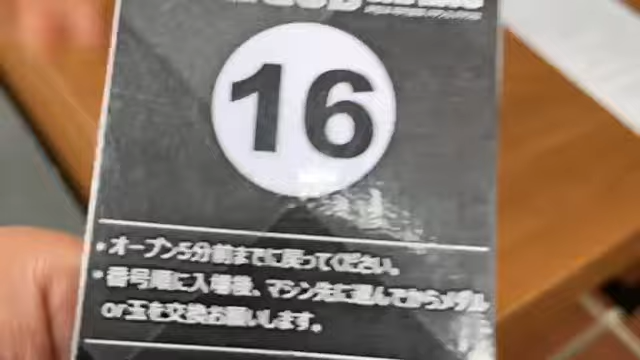 16
・オープン5分前までに戻ってください。
・番号順に入場後、マシン先に選んでからメダル
or玉を交換お願いします。